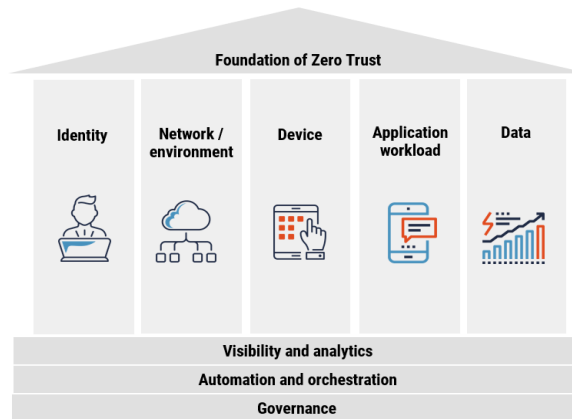 Foundation of Zero Trust
Identity
Network /
environment
Device
Application
workload
Data
Visibility and analytics
Automation and orchestration
Governance